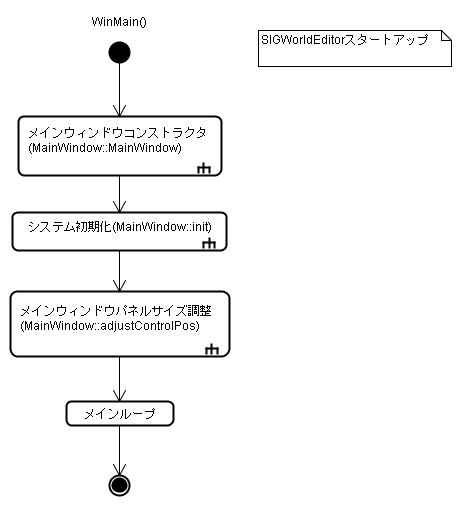 WinMain()
SIGWorldEditorスタートアップ
メインウィンドウコンストラクタ
(MainWindow::MainWindow)
システム初期化(MainWindow::init)
メインウィンドウパネルサイズ調整
(MainWindow::adjustControlPos)
メインループ